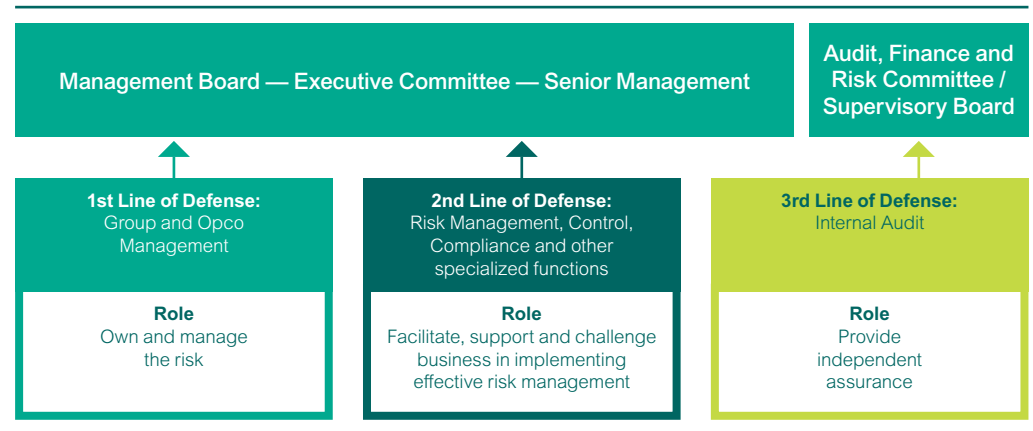 Management Board — Executive Committee — Senior Management
Audit, Finance and
Risk Committee /
Supervisory Board
1st Line of Defense:
Group and Opco
Management
Role
Own and manage
the risk
2nd Line of Defense:
Risk Management, Control,
Compliance and other
specialized functions
Role
Facilitate, support and challenge
business in implementing
effective risk management
3rd Line of Defense:
Internal Audit
Role
Provide
independent
assurance